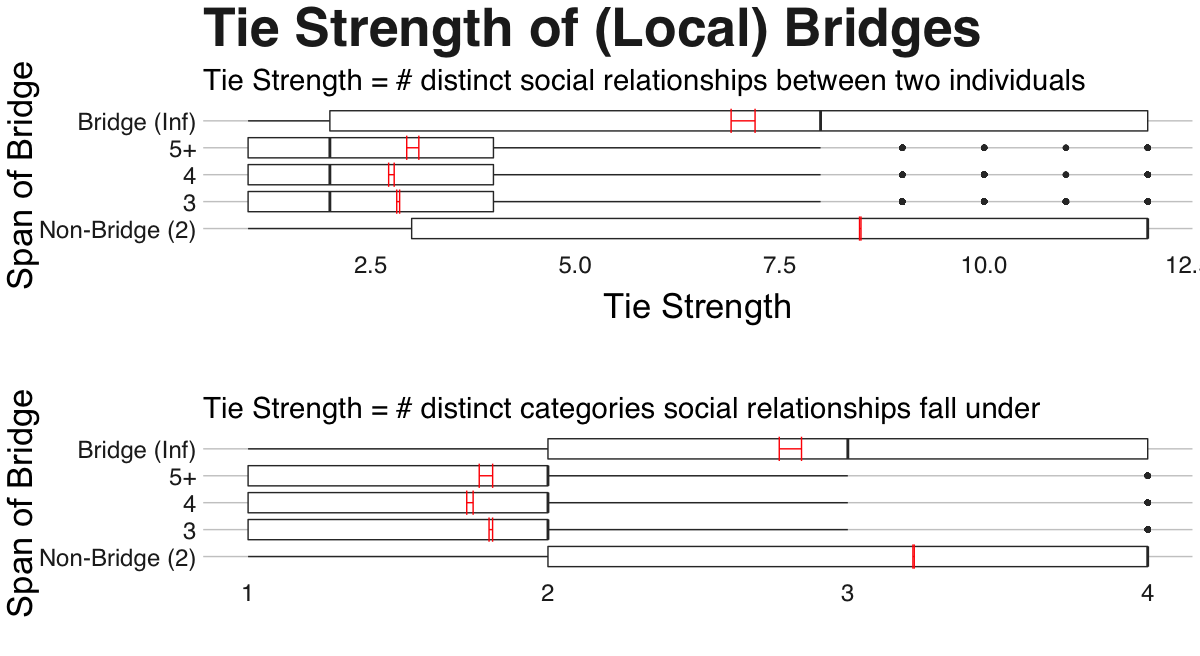 Tie Strength of (Local) Bridges
Tie Strength = # distinct social relationships between two individuals
Span of Bridge
Bridge (Inf)
5+
4
3
Non-Bridge (2)
2.5 5.0 7.5 10.0 12.
Tie Strength
Tie Strength = # distinct categories social relationships fall under
Span of Bridge
Bridge (Inf)
5+
4
3
Non-Bridge (2)
1 2 3 4